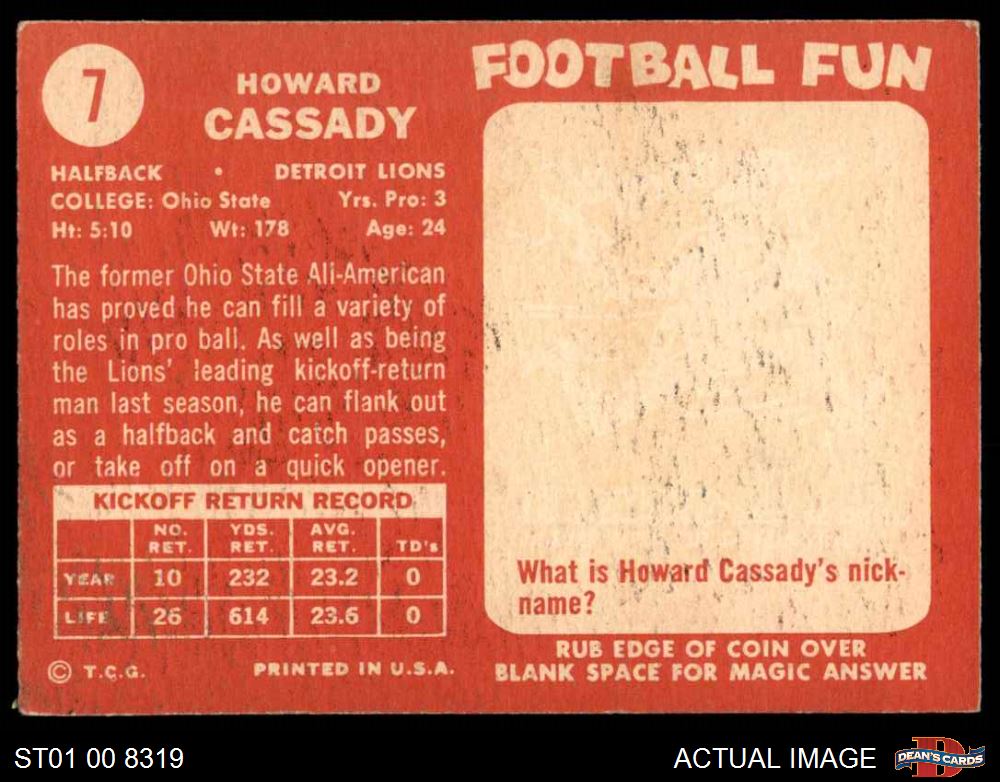 7
HOWARD
CASSADY
HALFBACK • DETROIT LIONS
COLLEGE: Ohio State Yrs. Pro: 3
Ht: 5:10 Wt: 178 Age: 24
The former Ohio State All-American
has proved he can fill a variety of
roles in pro ball. As well as being
the Lions' leading kickoff-return
man last season, he can flank out
as a halfback and catch passes,
or take off on a quick opener.
KICKOFF RETURN RECORD
NO. RET. YDS. RET. AVG. RET. TD's
YEAR 10 232 23.2 0
LIFE 26 614 23.6 0
© T.C.G. PRINTED IN U.S.A.
FOOTBALL FUN
What is Howard Cassady's nick-
name?
RUB EDGE OF COIN OVER
BLANK SPACE FOR MAGIC ANSWER
ST01 00 8319
ACTUAL IMAGE
D
DEAN'S CARDS